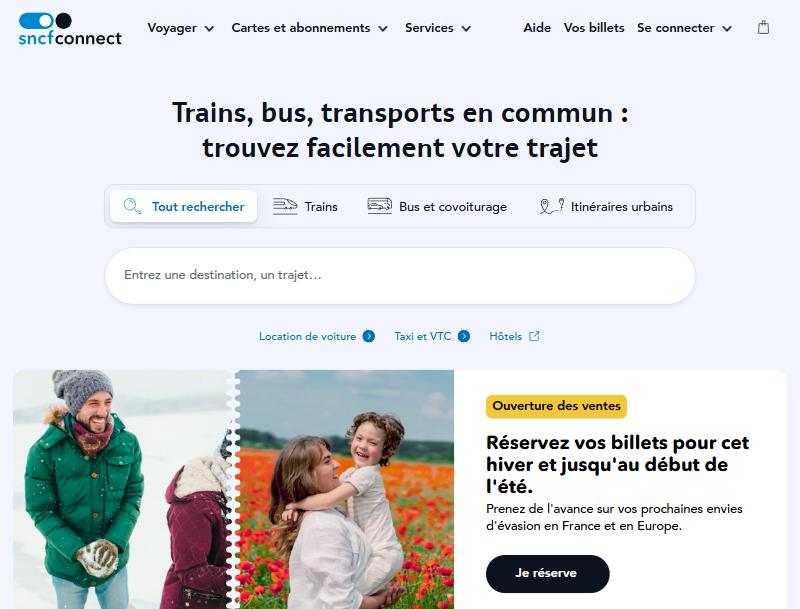 Voyager
Cartes et abonnements
Services
Aide
Vos billets
Se connecter
sncfconnect
Trains, bus, transports en commun :
trouvez facilement votre trajet
Tout rechercher
Trains
Bus et covoiturage
Itinéraires urbains
Entrez une destination, un trajet…
Location de voiture
Taxi et VTC
Hôtels
Ouverture des ventes
Réservez vos billets pour cet
hiver et jusqu'au début de
l'été.
Prenez de l'avance sur vos prochaines envies
d'évasion en France et en Europe.
Je réserve